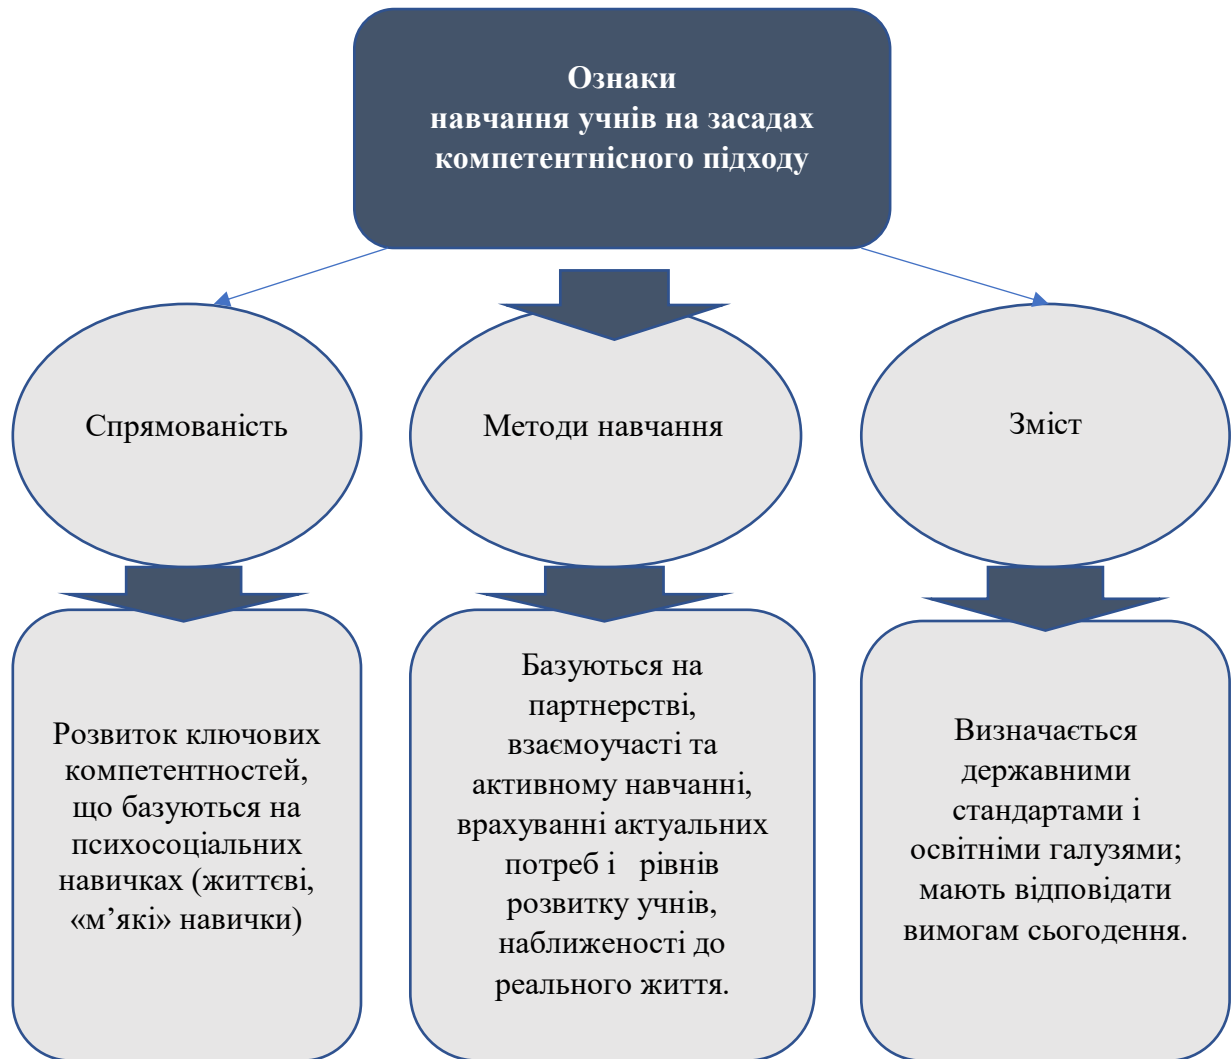 Ознаки
навчання учнів на засадах
компетентнісного підходу
Спрямованість
Методи навчання
Зміст
Розвиток ключових
компетентностей,
що базуються на
психосоціальних
навичках (життєві,
«м’які» навички)
Базуються на
партнерстві,
взаємоучасті та
активному навчанні,
врахуванні актуальних
потреб і   рівнів
розвитку учнів,
наближеності до
реального життя.
Визначається
державними
стандартами і
освітніми галузями;
мають відповідати
вимогам сьогодення.